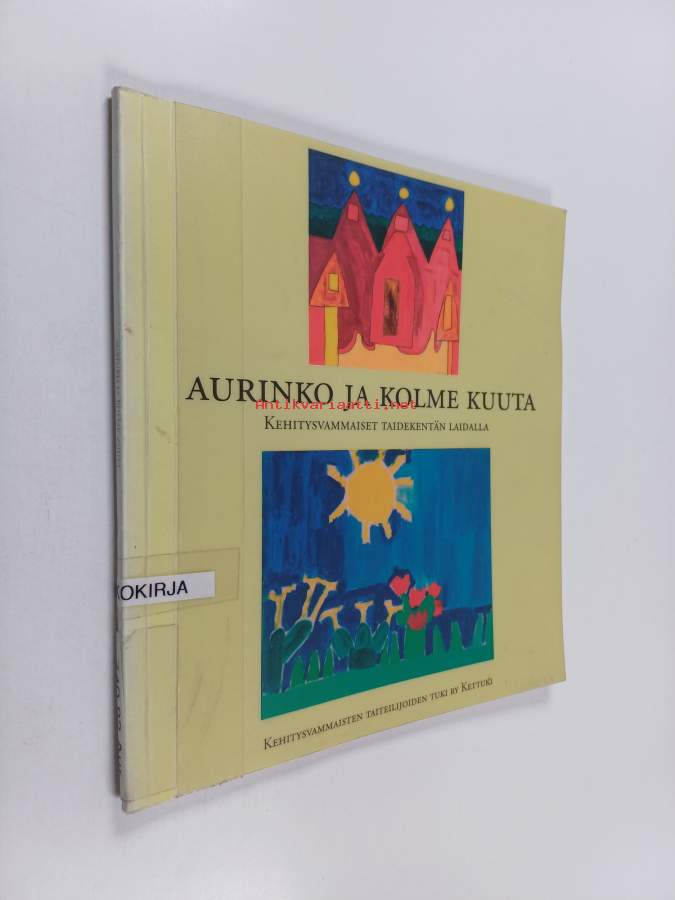 AURINKO JA KOLME KUUTA
Antikvariaatti.net
KEHITYSVAMMAISET TAIDEKENTÄN LAIDALLA
OKIRJA
KEHITYSVAMMAISTEN TAITEILIJOIDEN TUKI RY KETTUKI